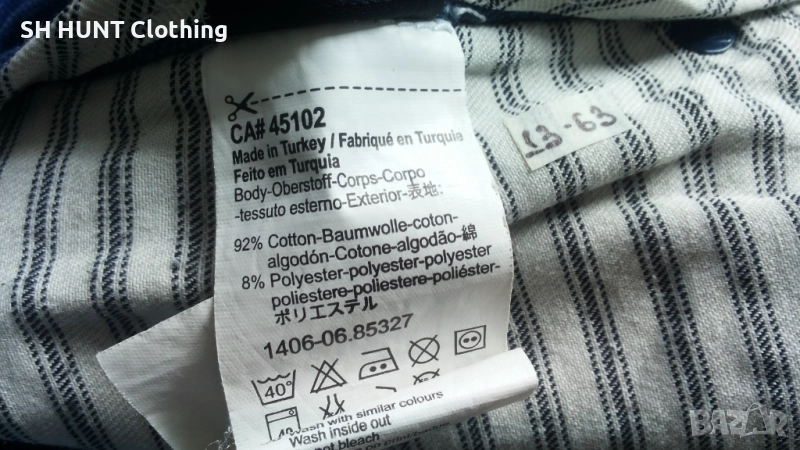 SH HUNT Clothing
CA# 45102
Made in Turkey / Fabriqué en Turquia
Feito em Turquia
Body-Oberstoff-Corps-Corpo
-tessuto esterno-Exterior-表地:
92% Cotton-Baumwolle-coton-
algodón-Cotone-algodão-綿
8% Polyester-polyester-polyester
poliestere-poliestere-poliéster-
ポリエステル
1406-06.85327
40°
wash with similar colours
Wash inside out
not bleach
13-63
BAZAR